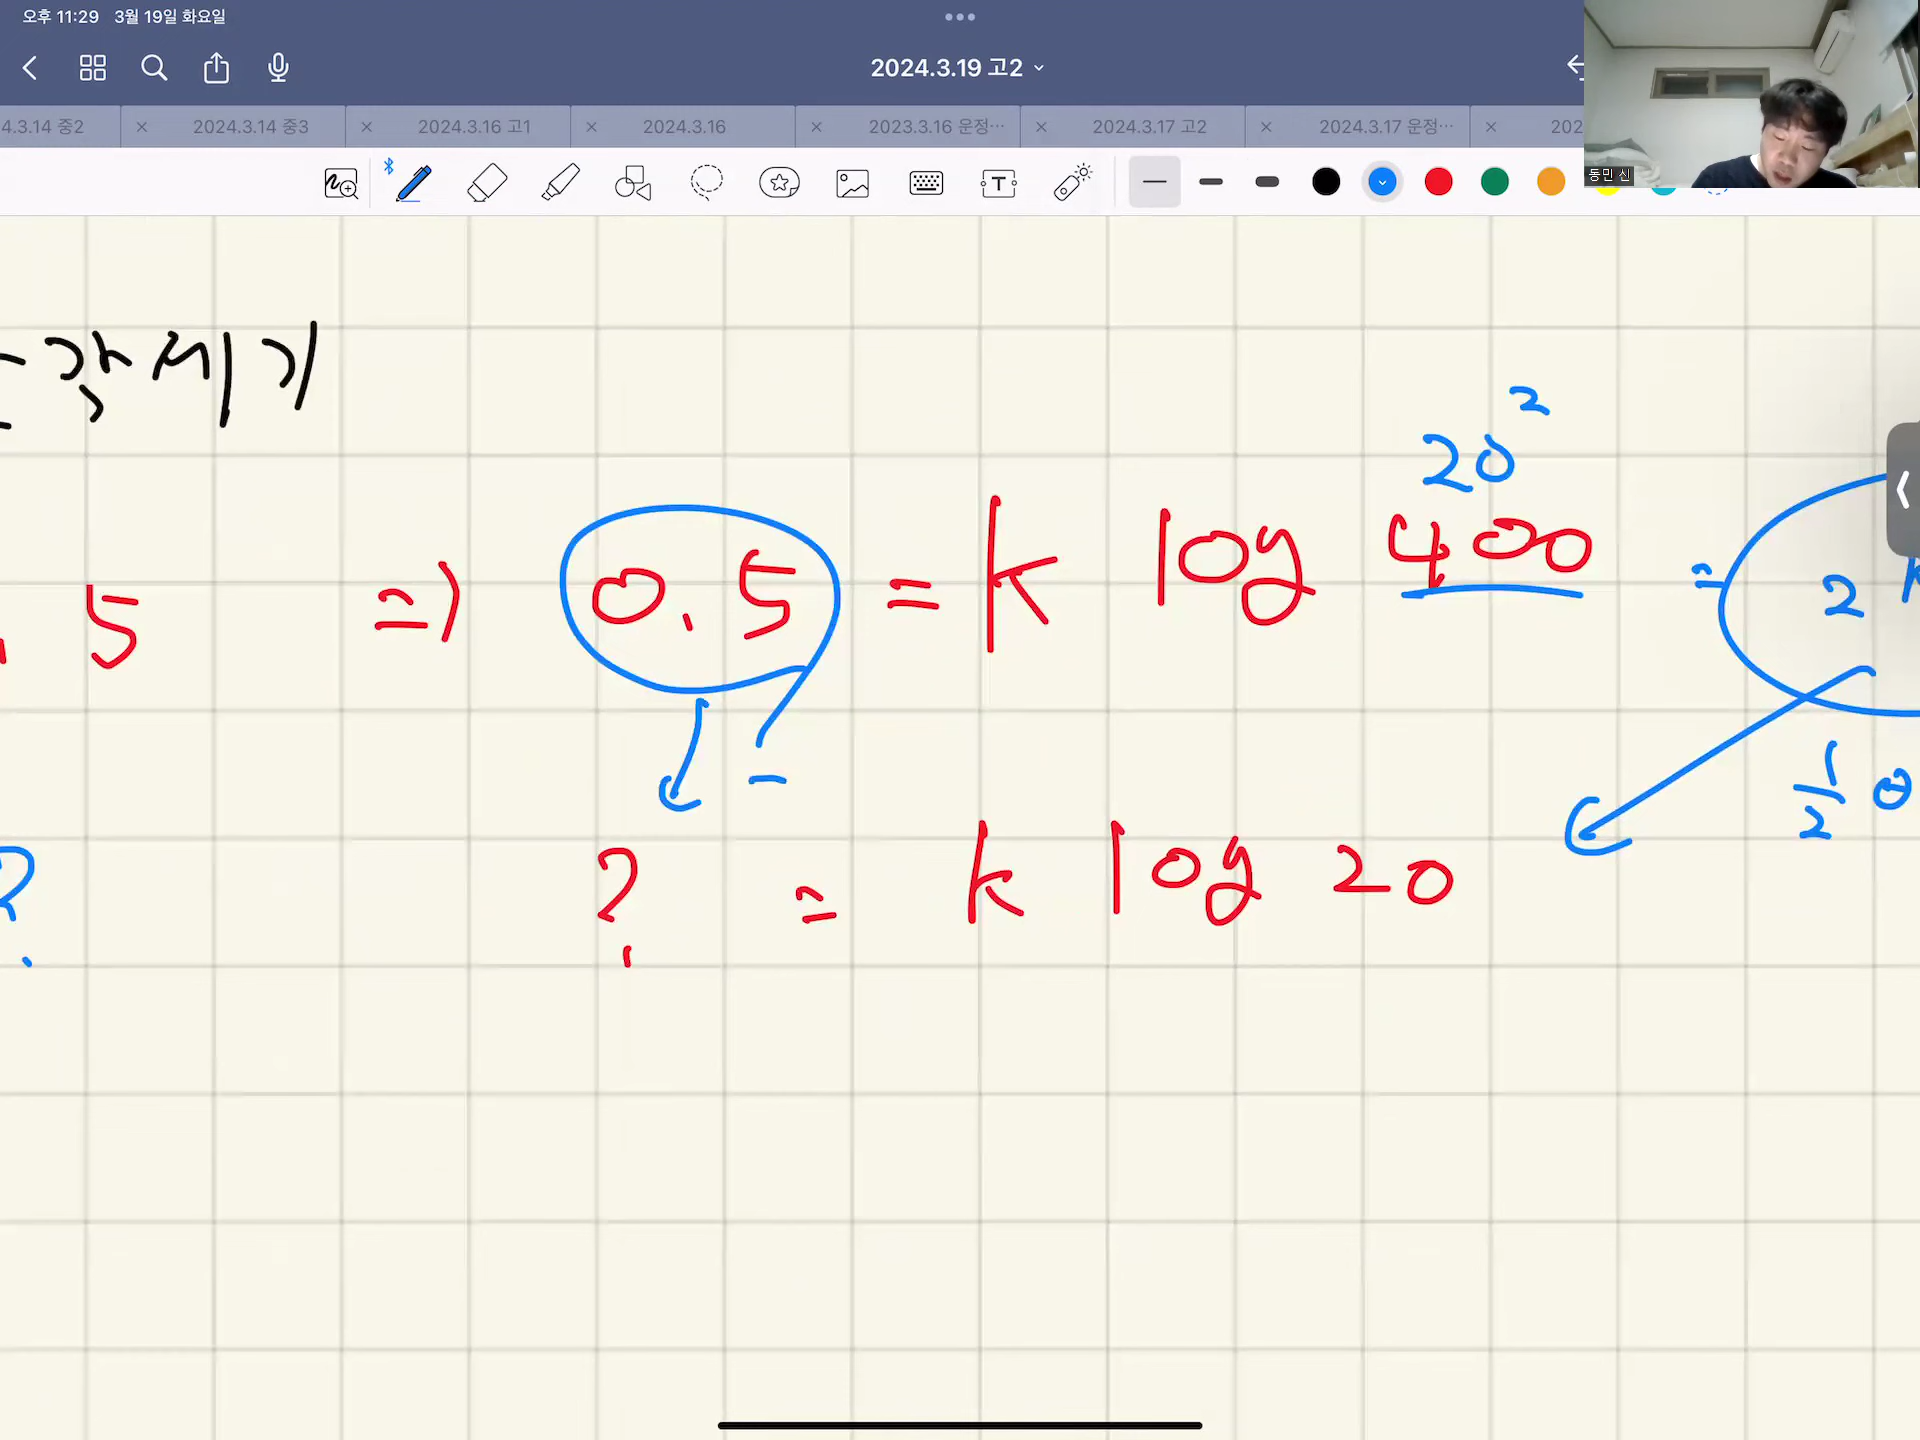 오후 11:29 3월 19일 화요일
2024.3.19 고2
4.3.14 중2
2024.3.14 중3
2024.3.16 고1
2024.3.16
2023.3.16 운정…
2024.3.17 고2
2024.3.17 운정…
202
동민 신
세기
20²
5 => 0.5 = k log 400 = 2
1/2
? = k log 20
?